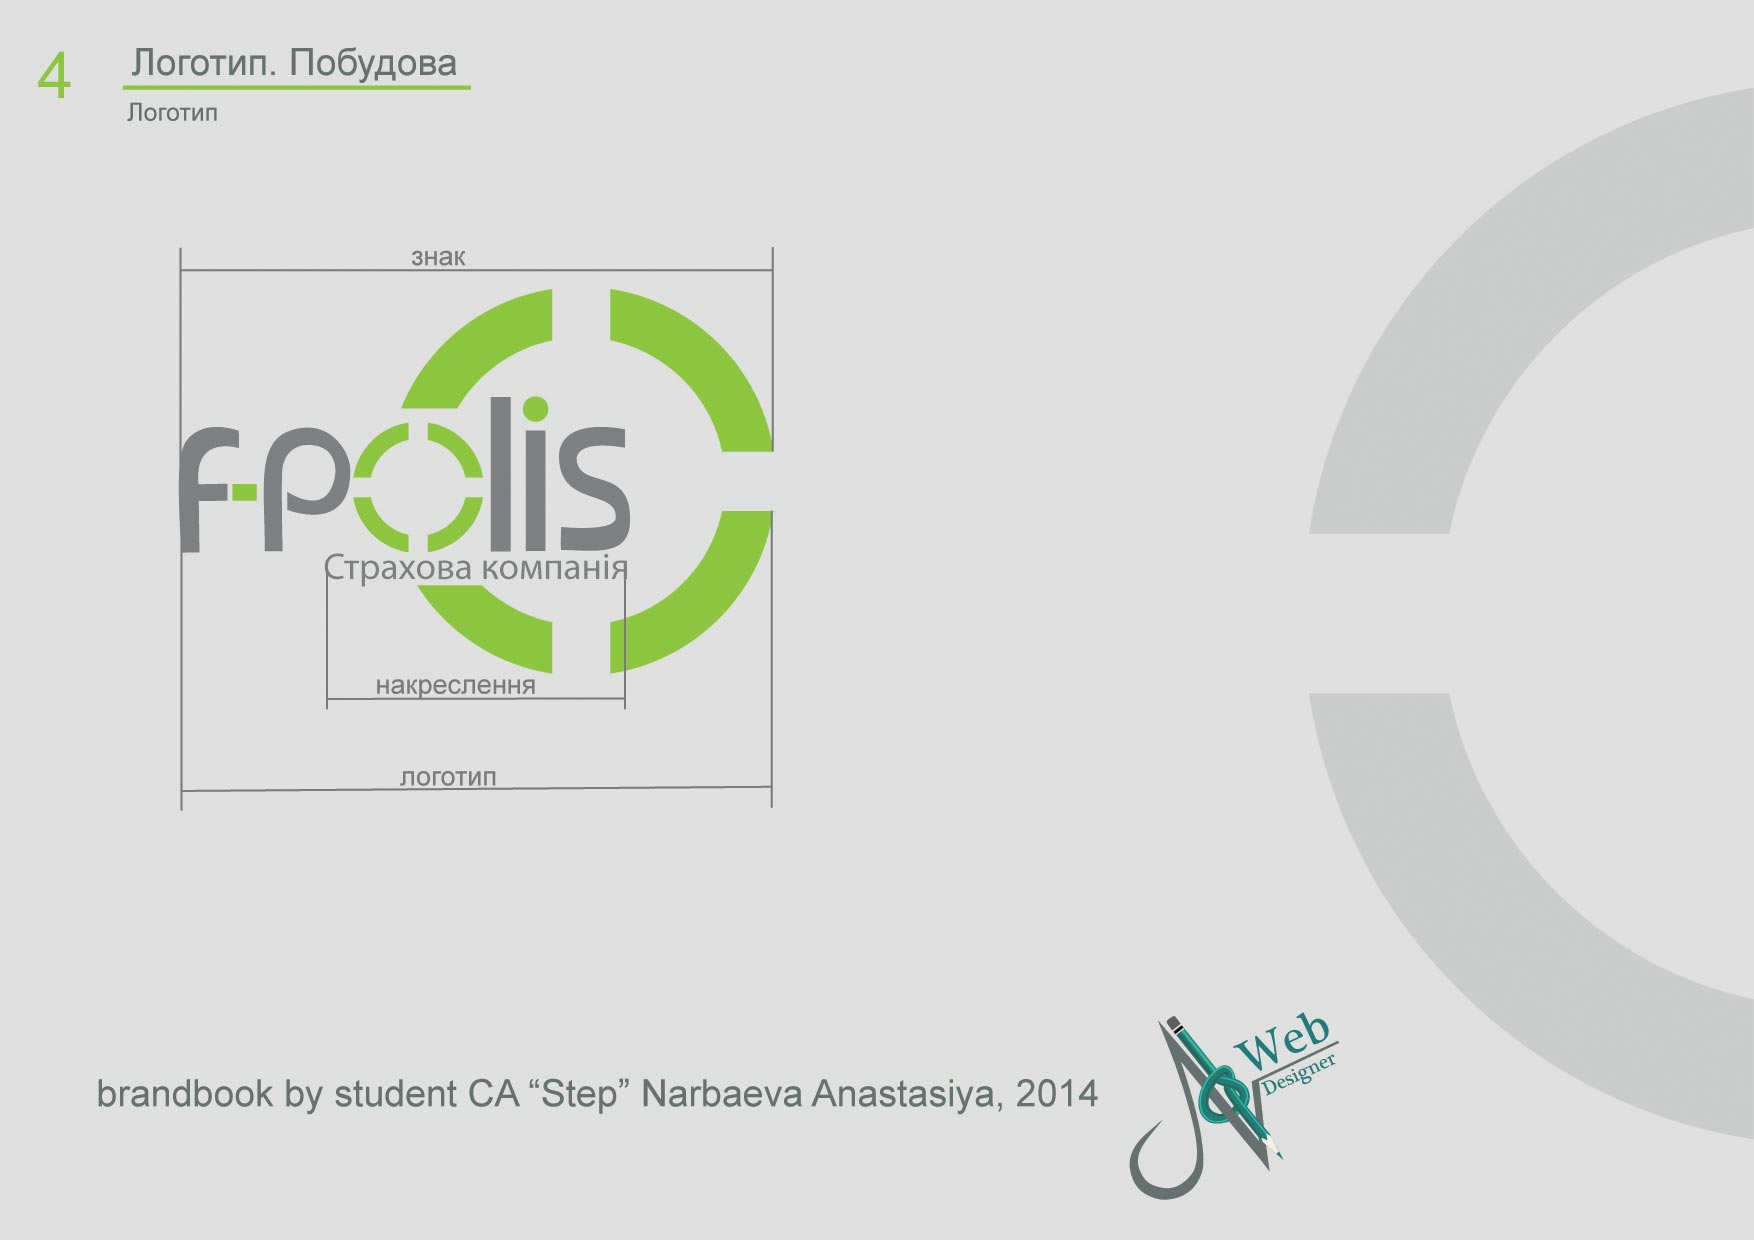 4
Логотип. Побудова
Логотип
знак
F-polis
Страхова компанія
накреслення
логотип
Web
Designer
brandbook by student CA “Step” Narbaeva Anastasiya, 2014